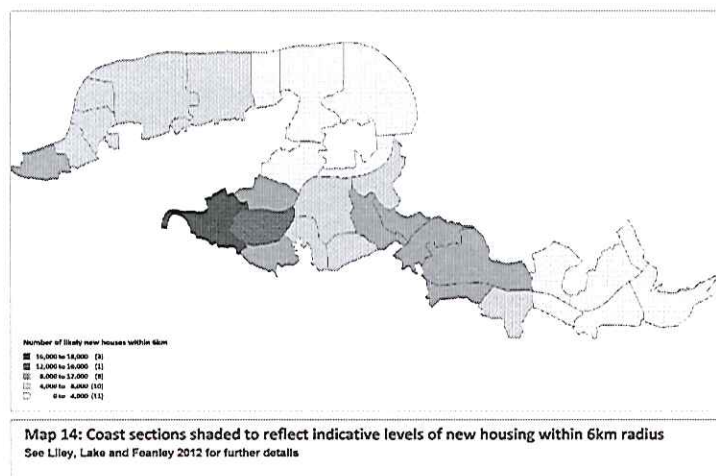 Number of likely new houses within 6km
16,000 to 18,000 (3)
12,000 to 16,000 (1)
8,000 to 12,000 (8)
4,000 to 8,000 (10)
0 to 4,000 (11)
Map 14: Coast sections shaded to reflect indicative levels of new housing within 6km radius
See Liley, Lake and Feanley 2012 for further details